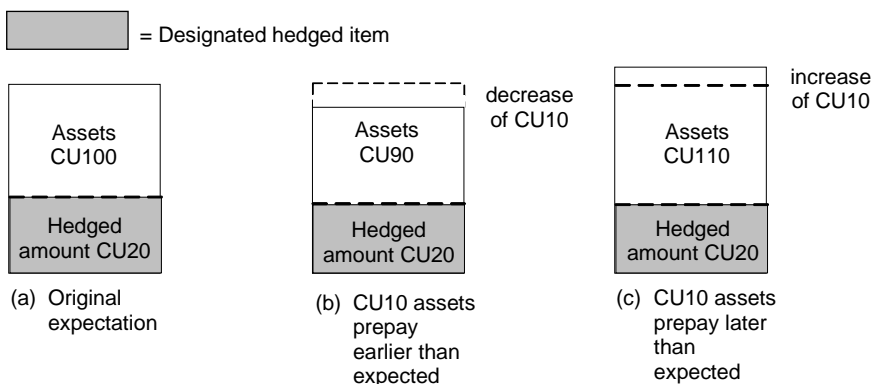 = Designated hedged item
Assets
CU100
Hedged
amount CU20
(a) Original
expectation
decrease
of CU10
Assets
CU90
Hedged
amount CU20
(b) CU10 assets
prepay
earlier than
expected
increase
of CU10
Assets
CU110
Hedged
amount CU20
(c) CU10 assets
prepay later
than
expected